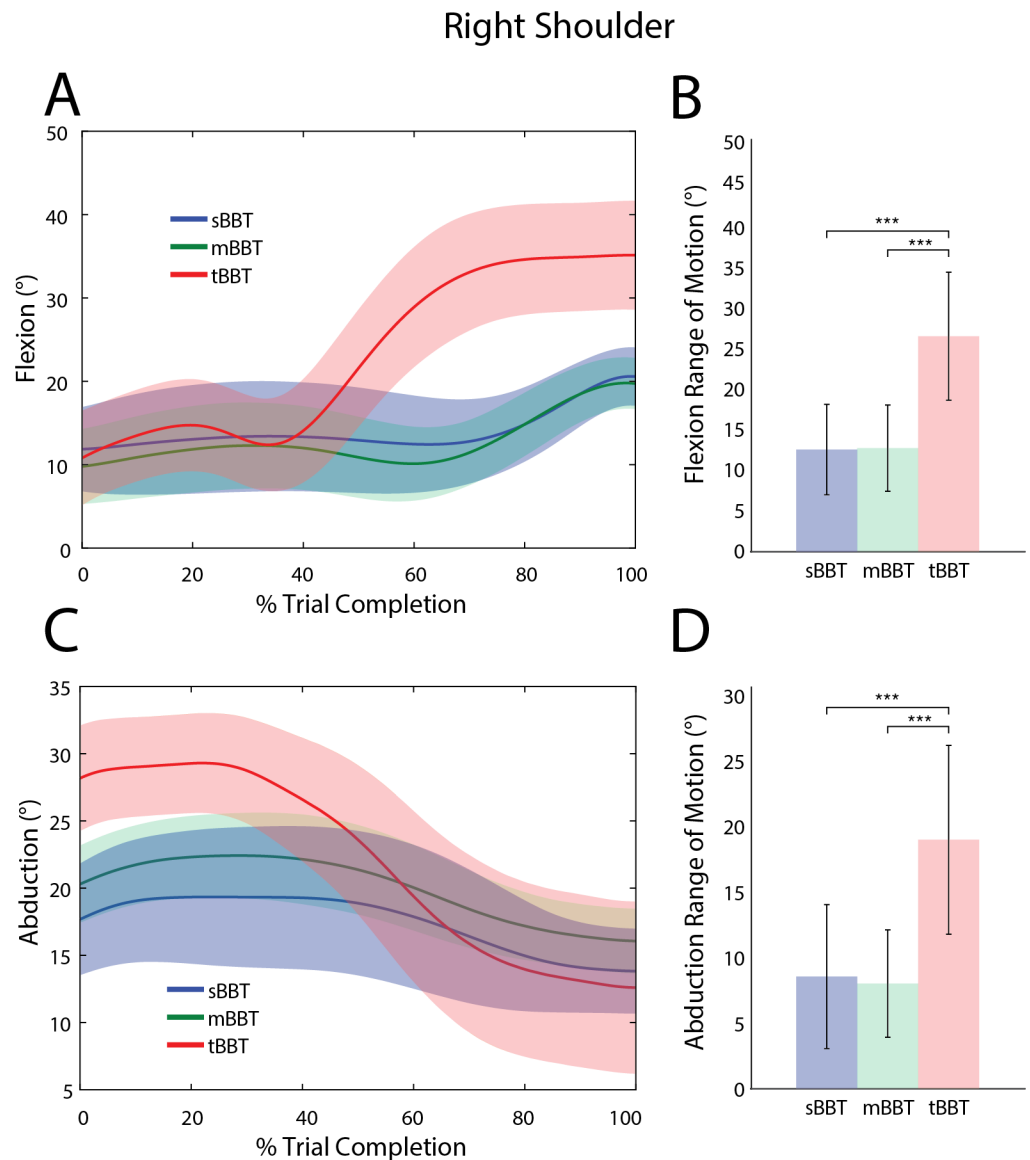 Right Shoulder
A
50
40
30
20
10
0
Flexion (°)
sBBT
mBBT
tBBT
0 20 40 60 80 100
% Trial Completion
B
50
45
40
35
30
25
20
15
10
5
0
Flexion Range of Motion (°)
***
***
sBBT mBBT tBBT
C
35
30
25
20
15
10
5
Abduction (°)
sBBT
mBBT
tBBT
0 20 40 60 80 100
% Trial Completion
D
30
25
20
15
10
5
0
Abduction Range of Motion (°)
***
***
sBBT mBBT tBBT